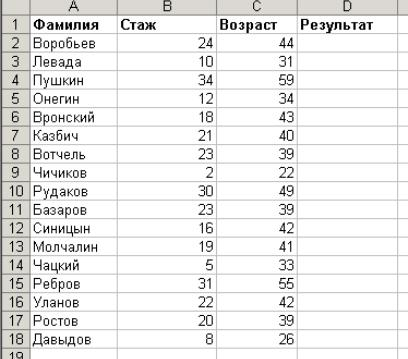 A B C D
1 Фамилия Стаж Возраст Результат
2 Воробьев 24 44
3 Левада 10 31
4 Пушкин 34 59
5 Онегин 12 34
6 Вронский 18 43
7 Казбич 21 40
8 Вотчель 23 39
9 Чичиков 2 22
10 Рудаков 30 49
11 Базаров 23 39
12 Синицын 16 42
13 Молчалин 19 41
14 Чацкий 5 33
15 Ребров 31 55
16 Уланов 22 42
17 Ростов 20 39
18 Давыдов 8 26
19